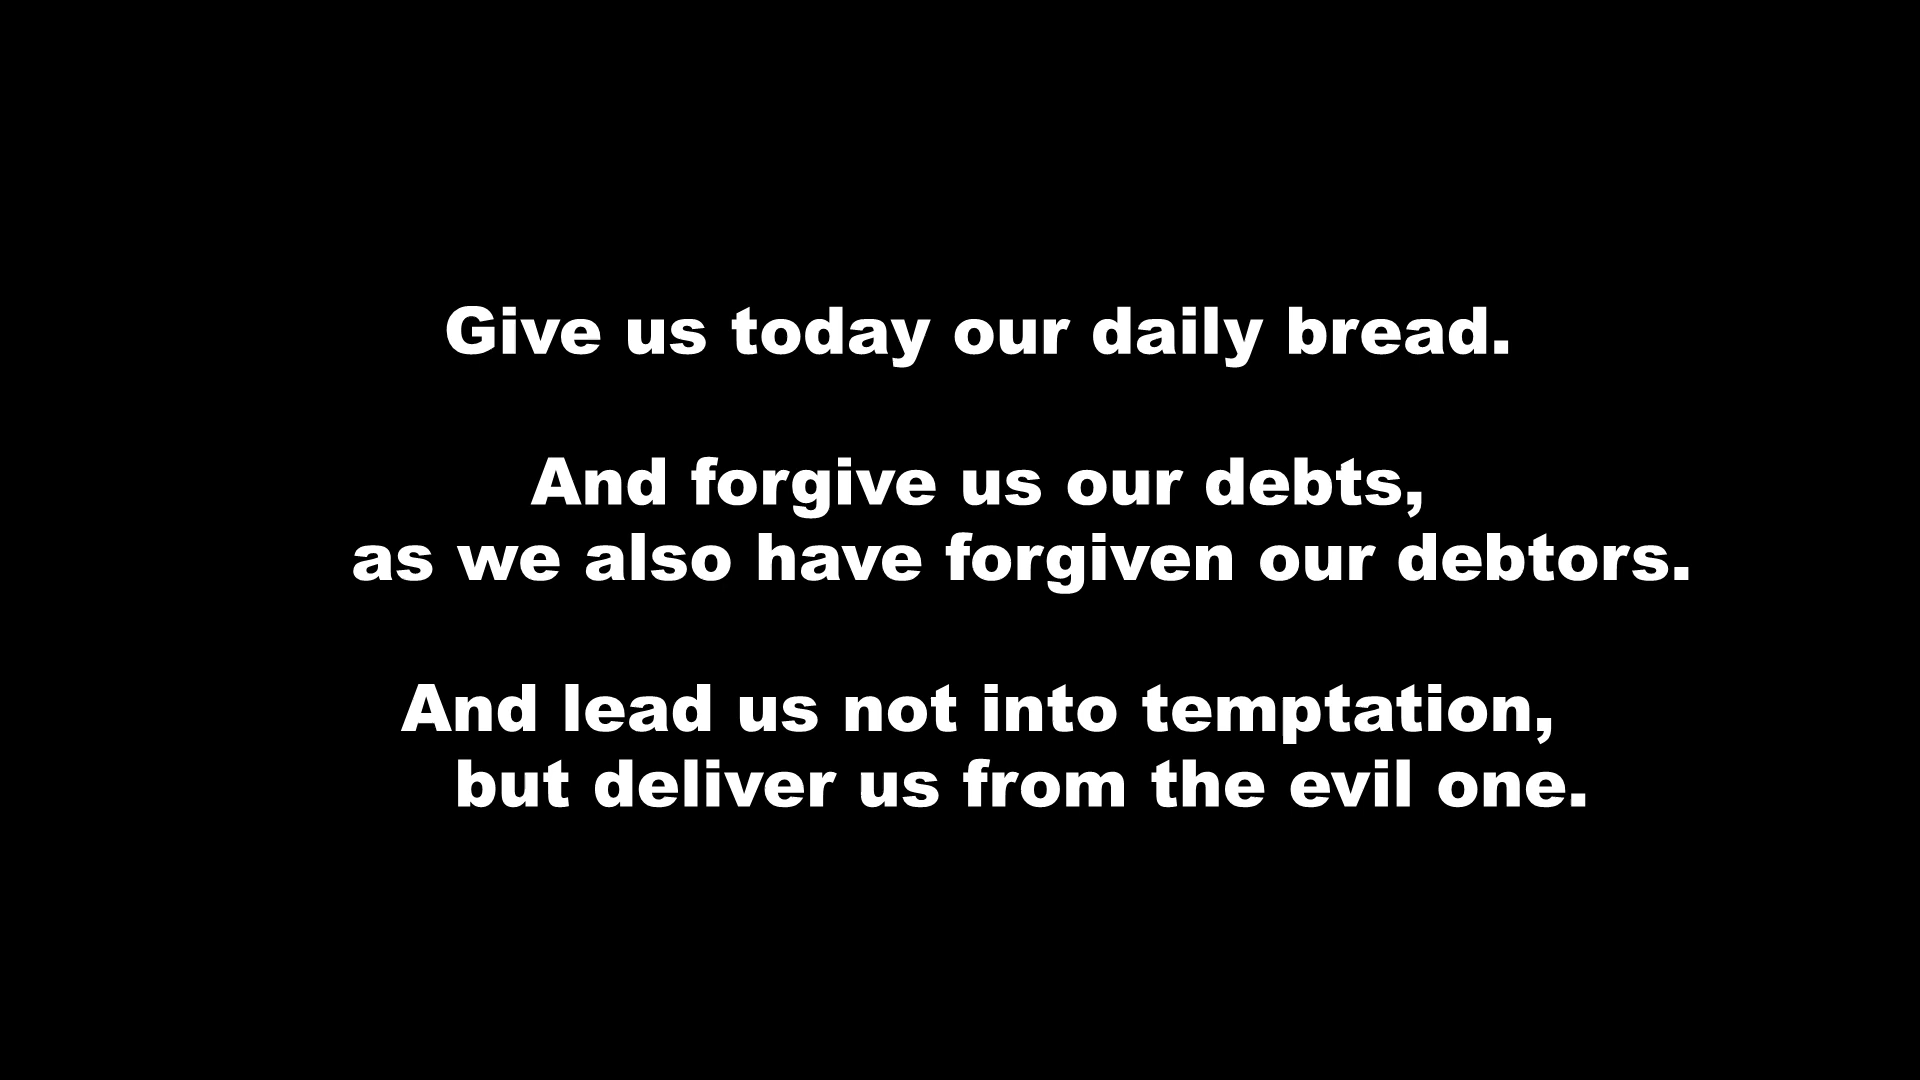 Give us today our daily bread.
And forgive us our debts,
as we also have forgiven our debtors.
And lead us not into temptation,
but deliver us from the evil one.